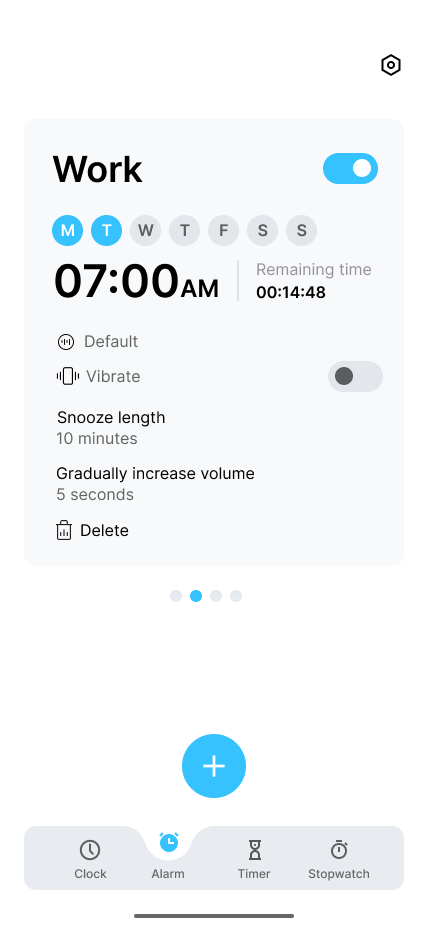 Work
M T W T F S S
07:00AM
Remaining time
00:14:48
Default
Vibrate
Snooze length
10 minutes
Gradually increase volume
5 seconds
Delete
Clock Alarm Timer Stopwatch